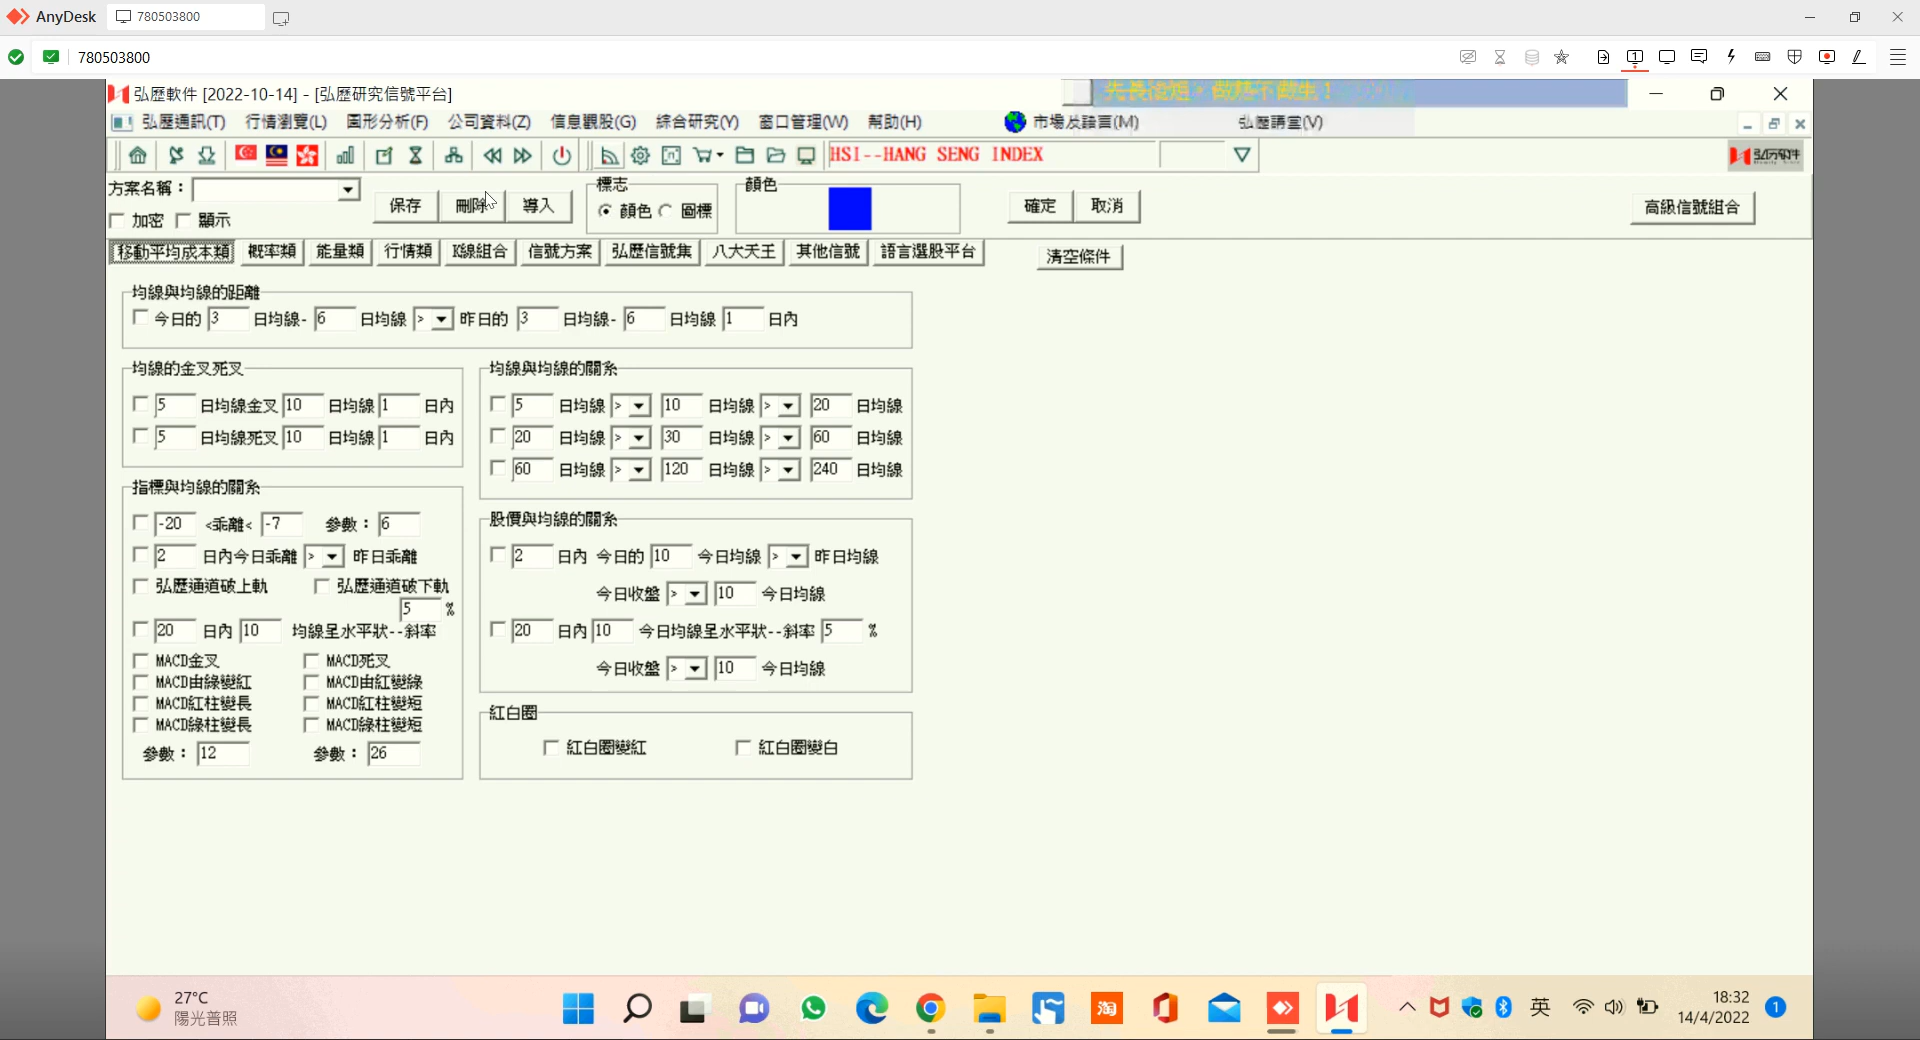 AnyDesk 780503800
780503800
弘歷軟件 [2022-10-14] - [弘歷研究信號平台]
先長後短，做熟不做生！
弘歷通訊(T) 行情瀏覽(L) 圖形分析(F) 公司資料(Z) 信息觀股(G) 綜合研究(Y) 窗口管理(W) 幫助(H) 市場及語言(M) 弘歷講堂(V)
HSI--HANG SENG INDEX
弘历软件
方案名稱：
保存 刪除 導入
標志
顏色 圖標
顏色
確定 取消
高級信號組合
加密 顯示
移動平均成本類 概率類 能量類 行情類 K線組合 信號方案 弘歷信號集 八大天王 其他信號 語言選股平台 清空條件
均線與均線的距離
今日的 3 日均線- 6 日均線 > 昨日的 3 日均線- 6 日均線 1 日內
均線的金叉死叉
5 日均線金叉 10 日均線 1 日內
5 日均線死叉 10 日均線 1 日內
均線與均線的關系
5 日均線 > 10 日均線 > 20 日均線
20 日均線 > 30 日均線 > 60 日均線
60 日均線 > 120 日均線 > 240 日均線
指標與均線的關系
-20 <乖離< -7 參數： 6
2 日內今日乖離 > 昨日乖離
弘歷通道破上軌 弘歷通道破下軌
5 %
20 日內 10 均線呈水平狀--斜率
MACD金叉 MACD死叉
MACD由綠變紅 MACD由紅變綠
MACD紅柱變長 MACD紅柱變短
MACD綠柱變長 MACD綠柱變短
參數： 12 參數： 26
股價與均線的關系
2 日內 今日的 10 今日均線 > 昨日均線
今日收盤 > 10 今日均線
20 日內 10 今日均線呈水平狀--斜率 5 %
今日收盤 > 10 今日均線
紅白圈
紅白圈變紅 紅白圈變白
27°C
陽光普照
淘
英
18:32
14/4/2022
1